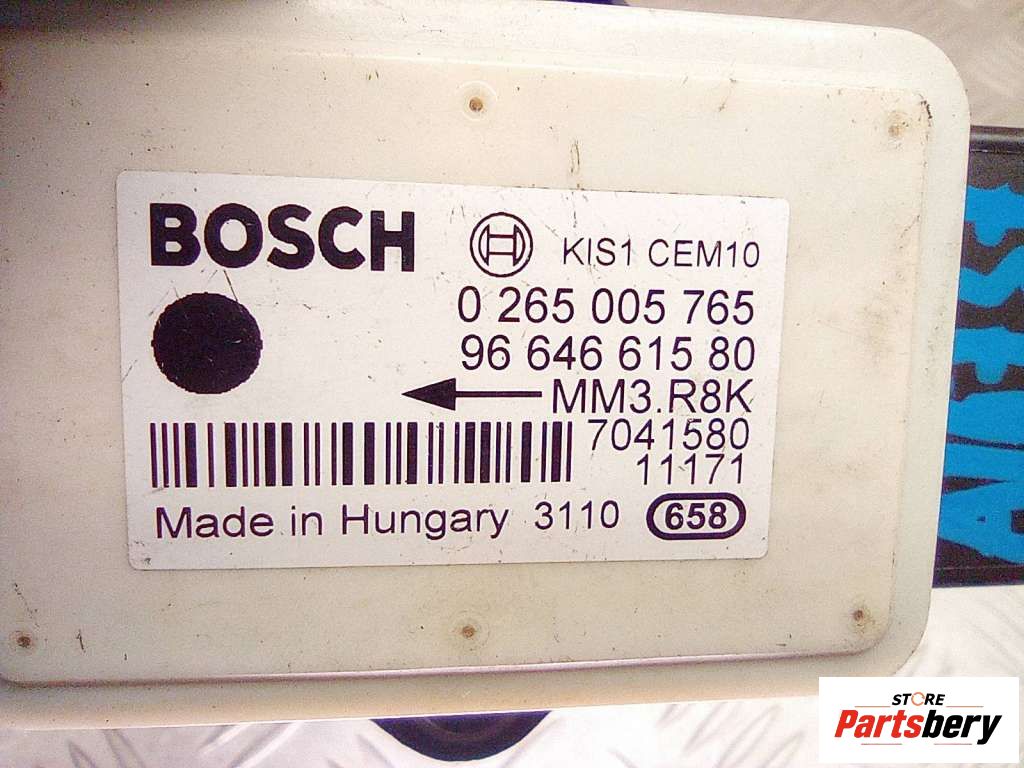 BOSCH KIS1 CEM10
0 265 005 765
96 646 615 80
MM3.R8K
7041580
11171
Made in Hungary 3110 658
STORE
Partsbery